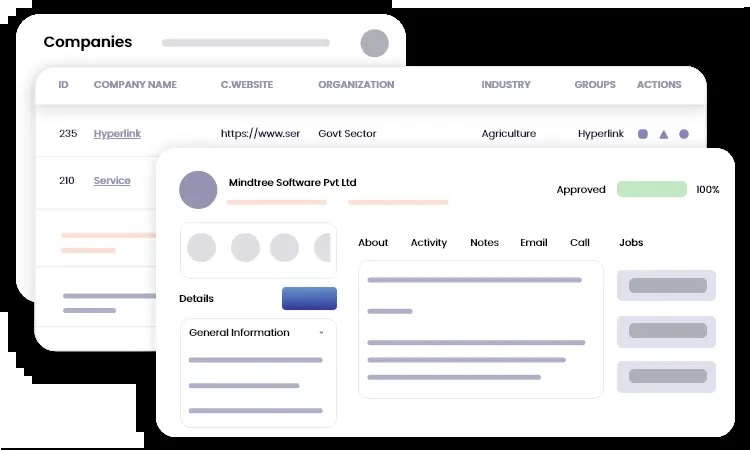 Companies
ID COMPANY NAME C.WEBSITE ORGANIZATION INDUSTRY GROUPS ACTIONS
235 Hyperlink https://www.ser Govt Sector Agriculture Hyperlink
210 Service
Mindtree Software Pvt Ltd
Approved 100%
About Activity Notes Email Call Jobs
Details
General Information